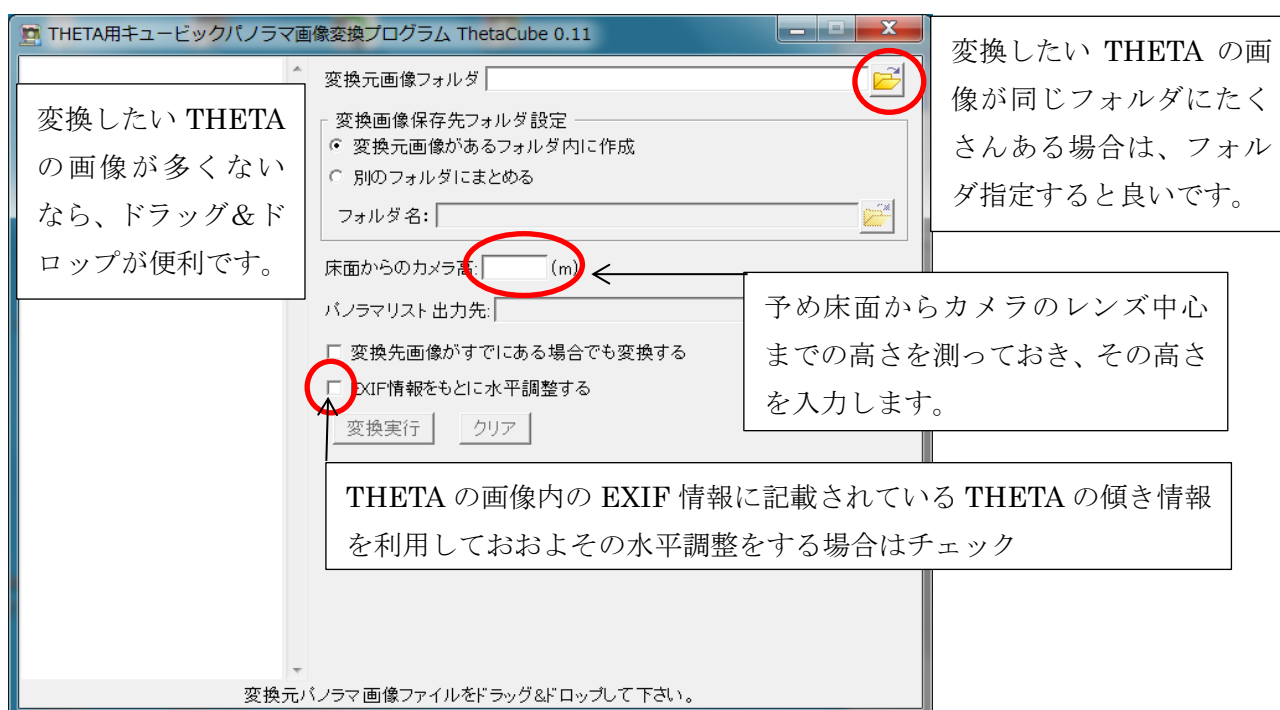 THETA用キュービックパノラマ画像変換プログラム ThetaCube 0.11
変換したい THETA
の画像が多くない
なら、ドラッグ&ド
ロップが便利です。
変換元画像フォルダ
変換画像保存先フォルダ設定
変換元画像があるフォルダ内に作成
別のフォルダにまとめる
フォルダ名:
床面からのカメラ高: (m)
パノラマリスト出力先:
変換先画像がすでにある場合でも変換する
EXIF情報をもとに水平調整する
変換実行 クリア
変換したい THETA の画
像が同じフォルダにたく
さんある場合は、フォル
ダ指定すると良いです。
予め床面からカメラのレンズ中心
までの高さを測っておき、その高さ
を入力します。
THETA の画像内の EXIF 情報に記載されている THETA の傾き情報
を利用しておおよその水平調整をする場合はチェック
変換元パノラマ画像ファイルをドラッグ&ドロップして下さい。